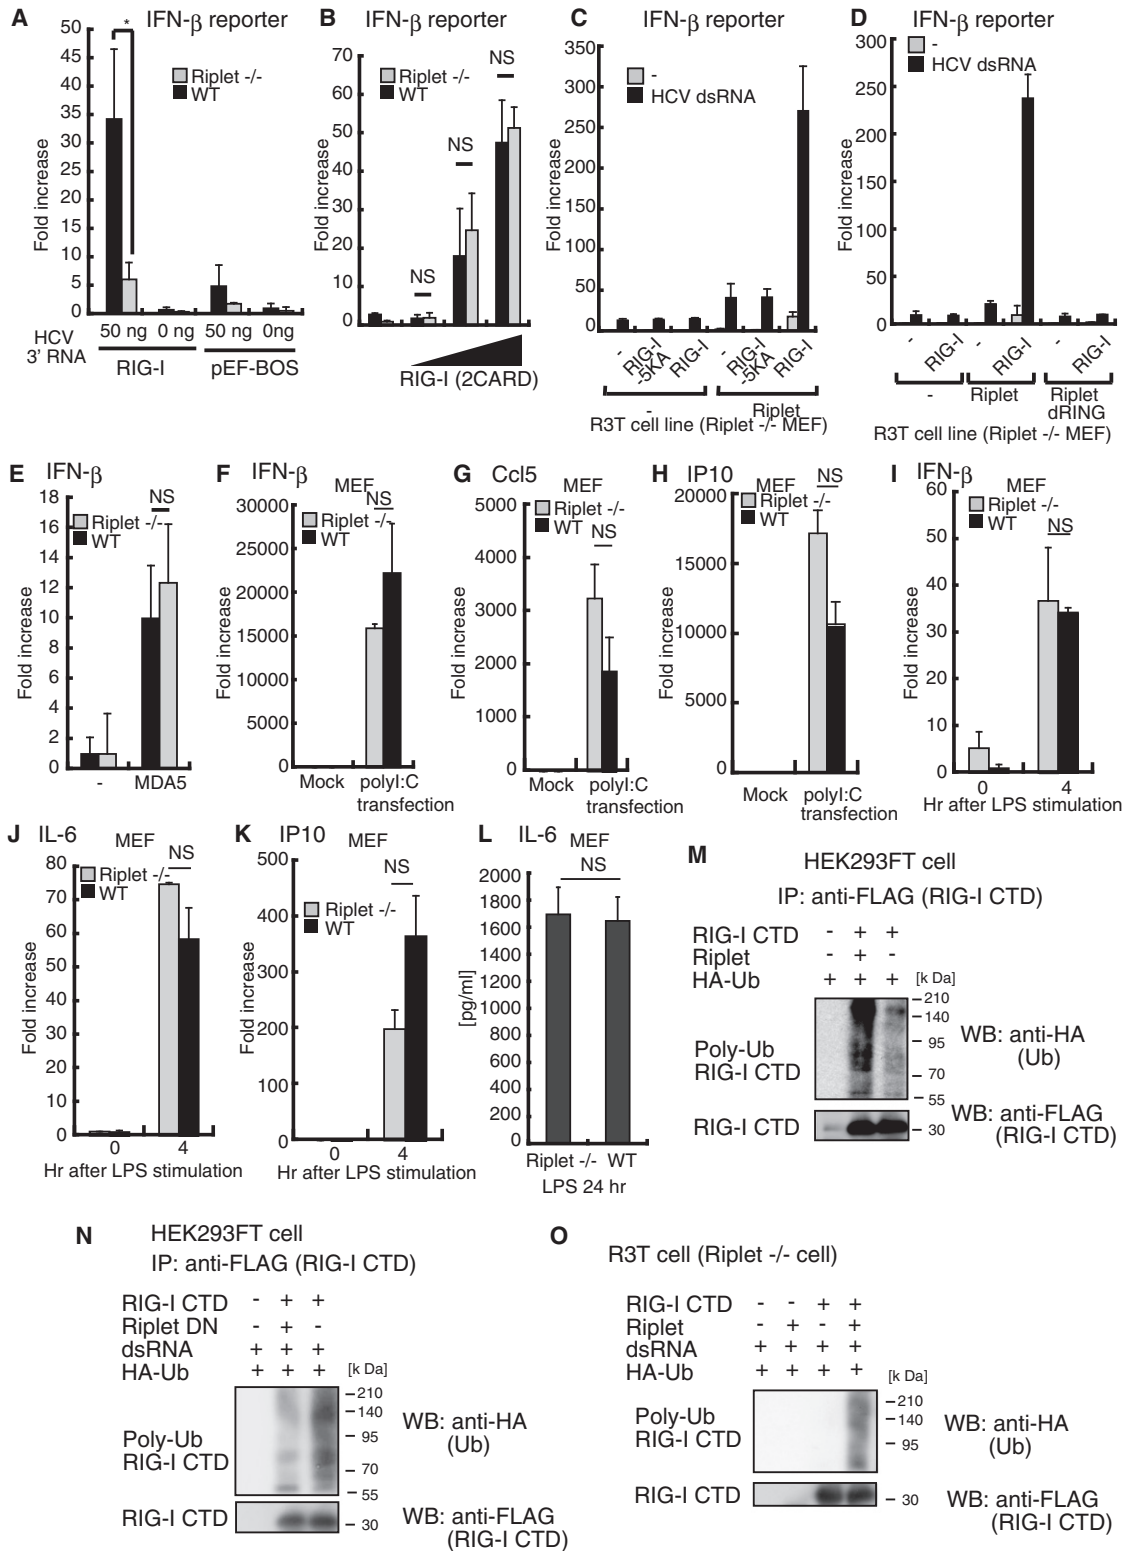 A IFN-β reporter
Fold increase
50
45
40
35
30
25
20
15
10
5
0
*
Riplet -/-
WT
HCV
3' RNA
50 ng 0 ng 50 ng 0ng
RIG-I pEF-BOS
B IFN-β reporter
Fold increase
70
60
50
40
30
20
10
0
Riplet -/-
WT
NS
NS
NS
RIG-I (2CARD)
C IFN-β reporter
Fold increase
350
300
250
200
150
100
50
0
-
HCV dsRNA
- RIG-I -5KA RIG-I - RIG-I -5KA RIG-I
- Riplet
R3T cell line (Riplet -/- MEF)
D IFN-β reporter
Fold increase
300
250
200
150
100
50
0
-
HCV dsRNA
- RIG-I - RIG-I - RIG-I
- Riplet Riplet
dRING
R3T cell line (Riplet -/- MEF)
E IFN-β
Fold increase
18
16
14
12
10
8
6
4
2
0
NS
Riplet -/-
WT
- MDA5
F IFN-β
MEF
Fold increase
30000
25000
20000
15000
10000
5000
0
NS
Riplet -/-
WT
Mock polyI:C
transfection
G Ccl5
MEF
Fold increase
5000
4000
3000
2000
1000
0
Riplet -/-
WT
NS
Mock polyI:C
transfection
H IP10
MEF
Fold increase
20000
15000
10000
5000
0
NS
Riplet -/-
WT
Mock polyI:C
transfection
I IFN-β
MEF
Fold increase
60
50
40
30
20
10
0
Riplet -/-
WT
NS
0 4
Hr after LPS stimulation
J IL-6
MEF
Fold increase
80
70
60
50
40
30
20
10
0
NS
Riplet -/-
WT
0 4
Hr after LPS stimulation
K IP10
MEF
Fold increase
500
400
300
200
100
0
NS
Riplet -/-
WT
0 4
Hr after LPS stimulation
L IL-6
MEF
NS
[pg/ml]
2000
1800
1600
1400
1200
1000
800
600
400
200
0
Riplet -/- WT
LPS 24 hr
M HEK293FT cell
IP: anti-FLAG (RIG-I CTD)
RIG-I CTD - + +
Riplet - + -
HA-Ub + + + [k Da]
210
140
95
70
55
Poly-Ub
RIG-I CTD
WB: anti-HA
(Ub)
RIG-I CTD 30
WB: anti-FLAG
(RIG-I CTD)
N HEK293FT cell
IP: anti-FLAG (RIG-I CTD)
RIG-I CTD - + +
Riplet DN - + -
dsRNA + + +
HA-Ub + + + [k Da]
210
140
95
70
55
Poly-Ub
RIG-I CTD
WB: anti-HA
(Ub)
RIG-I CTD 30
WB: anti-FLAG
(RIG-I CTD)
O R3T cell (Riplet -/- cell)
RIG-I CTD - - + +
Riplet - + - +
dsRNA + + + +
HA-Ub + + + + [k Da]
210
140
95
Poly-Ub
RIG-I CTD
WB: anti-HA
(Ub)
RIG-I CTD 30
WB: anti-FLAG
(RIG-I CTD)